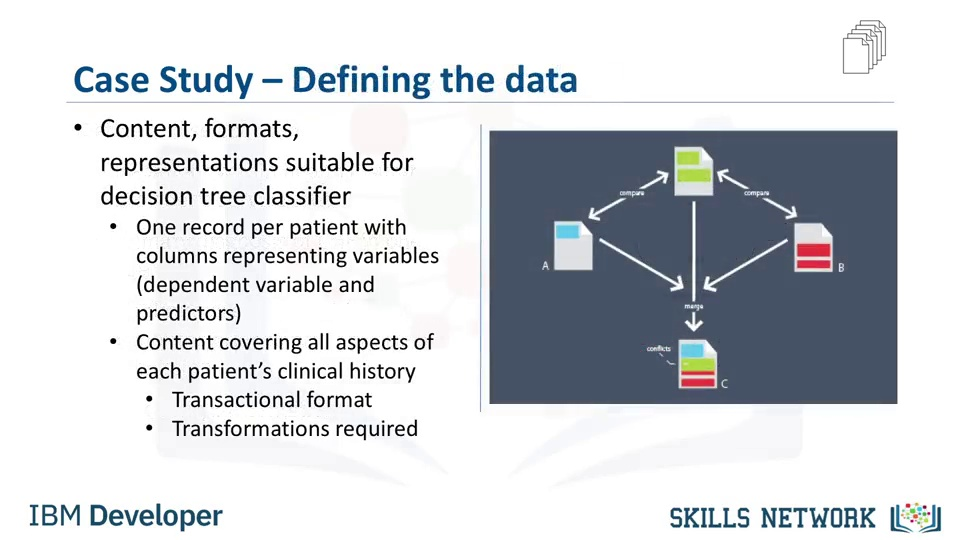 Case Study – Defining the data
• Content, formats,
representations suitable for
decision tree classifier
• One record per patient with
columns representing variables
(dependent variable and
predictors)
• Content covering all aspects of
each patient's clinical history
• Transactional format
• Transformations required
compare
compare
A
B
merge
conflicts
C
IBM Developer
SKILLS NETWORK